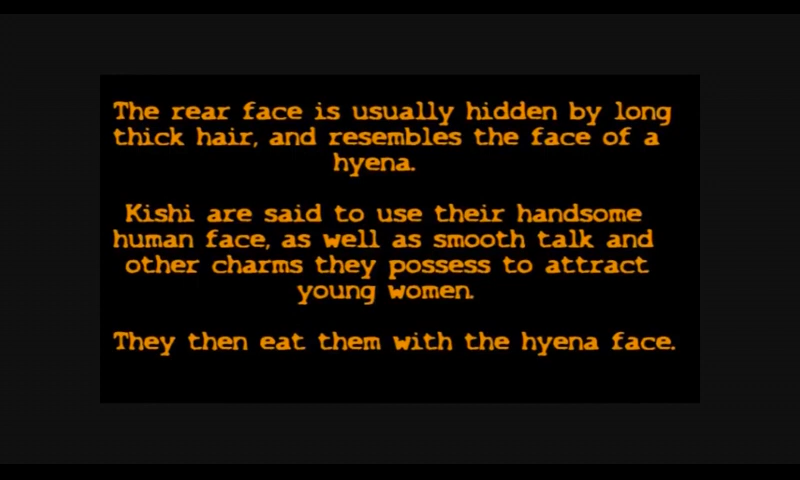 The rear face is usually hidden by long
thick hair, and resembles the face of a
hyena.
Kishi are said to use their handsome
human face, as well as smooth talk and
other charms they possess to attract
young women.
They then eat them with the hyena face.